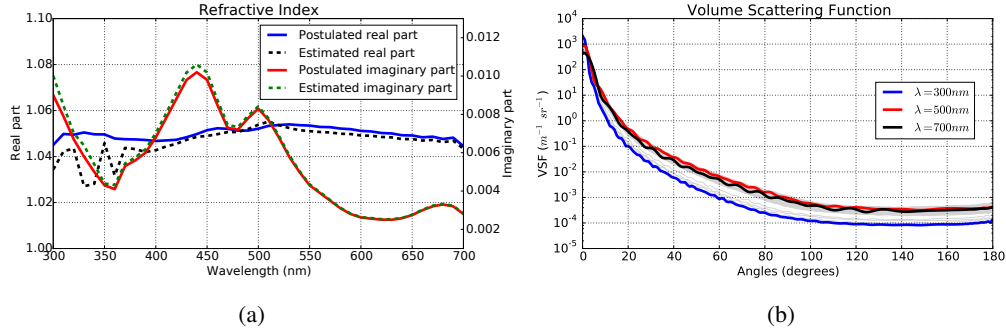 Refractive Index
1.10
1.08
1.06
1.04
1.02
1.00
Real part
300 350 400 450 500 550 600 650 700
Wavelength (nm)
0.012
0.010
0.008
0.006
0.004
0.002
Imaginary part
Postulated real part
Estimated real part
Postulated imaginary part
Estimated imaginary part
(a)
Volume Scattering Function
10^4
10^3
10^2
10^1
10^0
10^-1
10^-2
10^-3
10^-4
10^-5
VSF (m^-1 sr^-1)
0 20 40 60 80 100 120 140 160 180
Angles (degrees)
λ=300nm
λ=500nm
λ=700nm
(b)